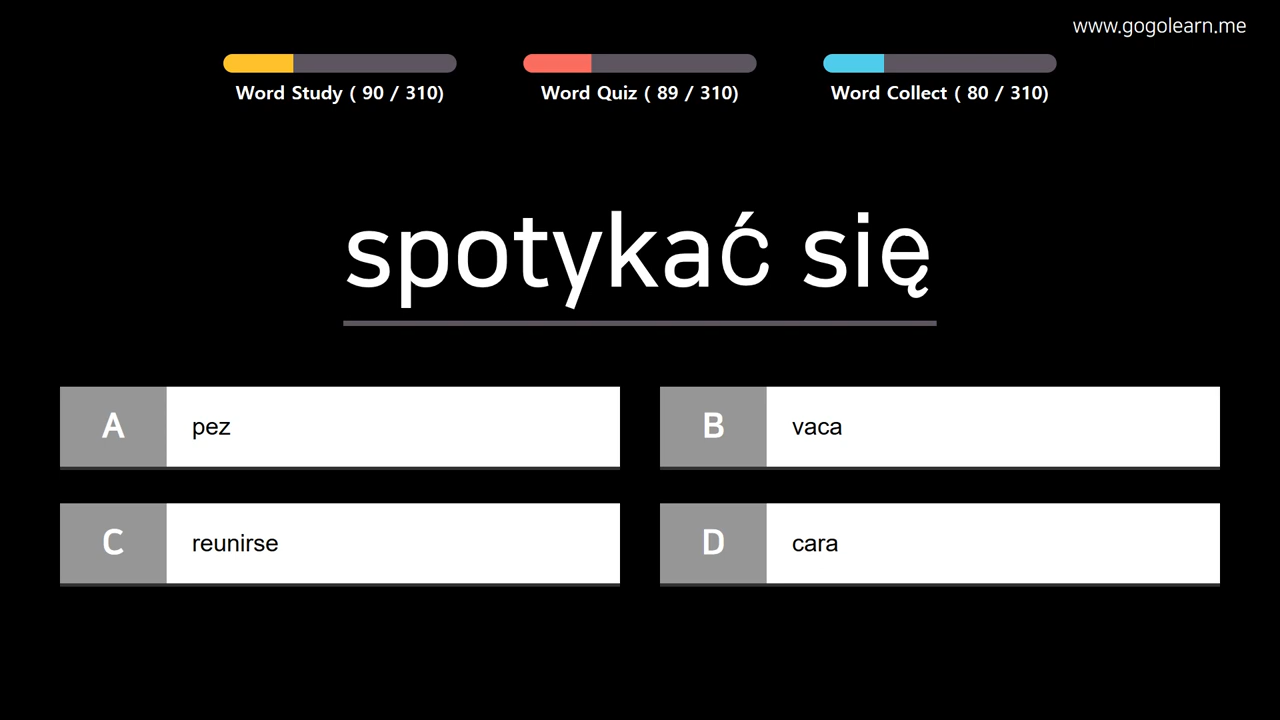 www.gogolearn.me
Word Study ( 90 / 310)
Word Quiz ( 89 / 310)
Word Collect ( 80 / 310)
spotykać się
A pez
B vaca
C reunirse
D cara